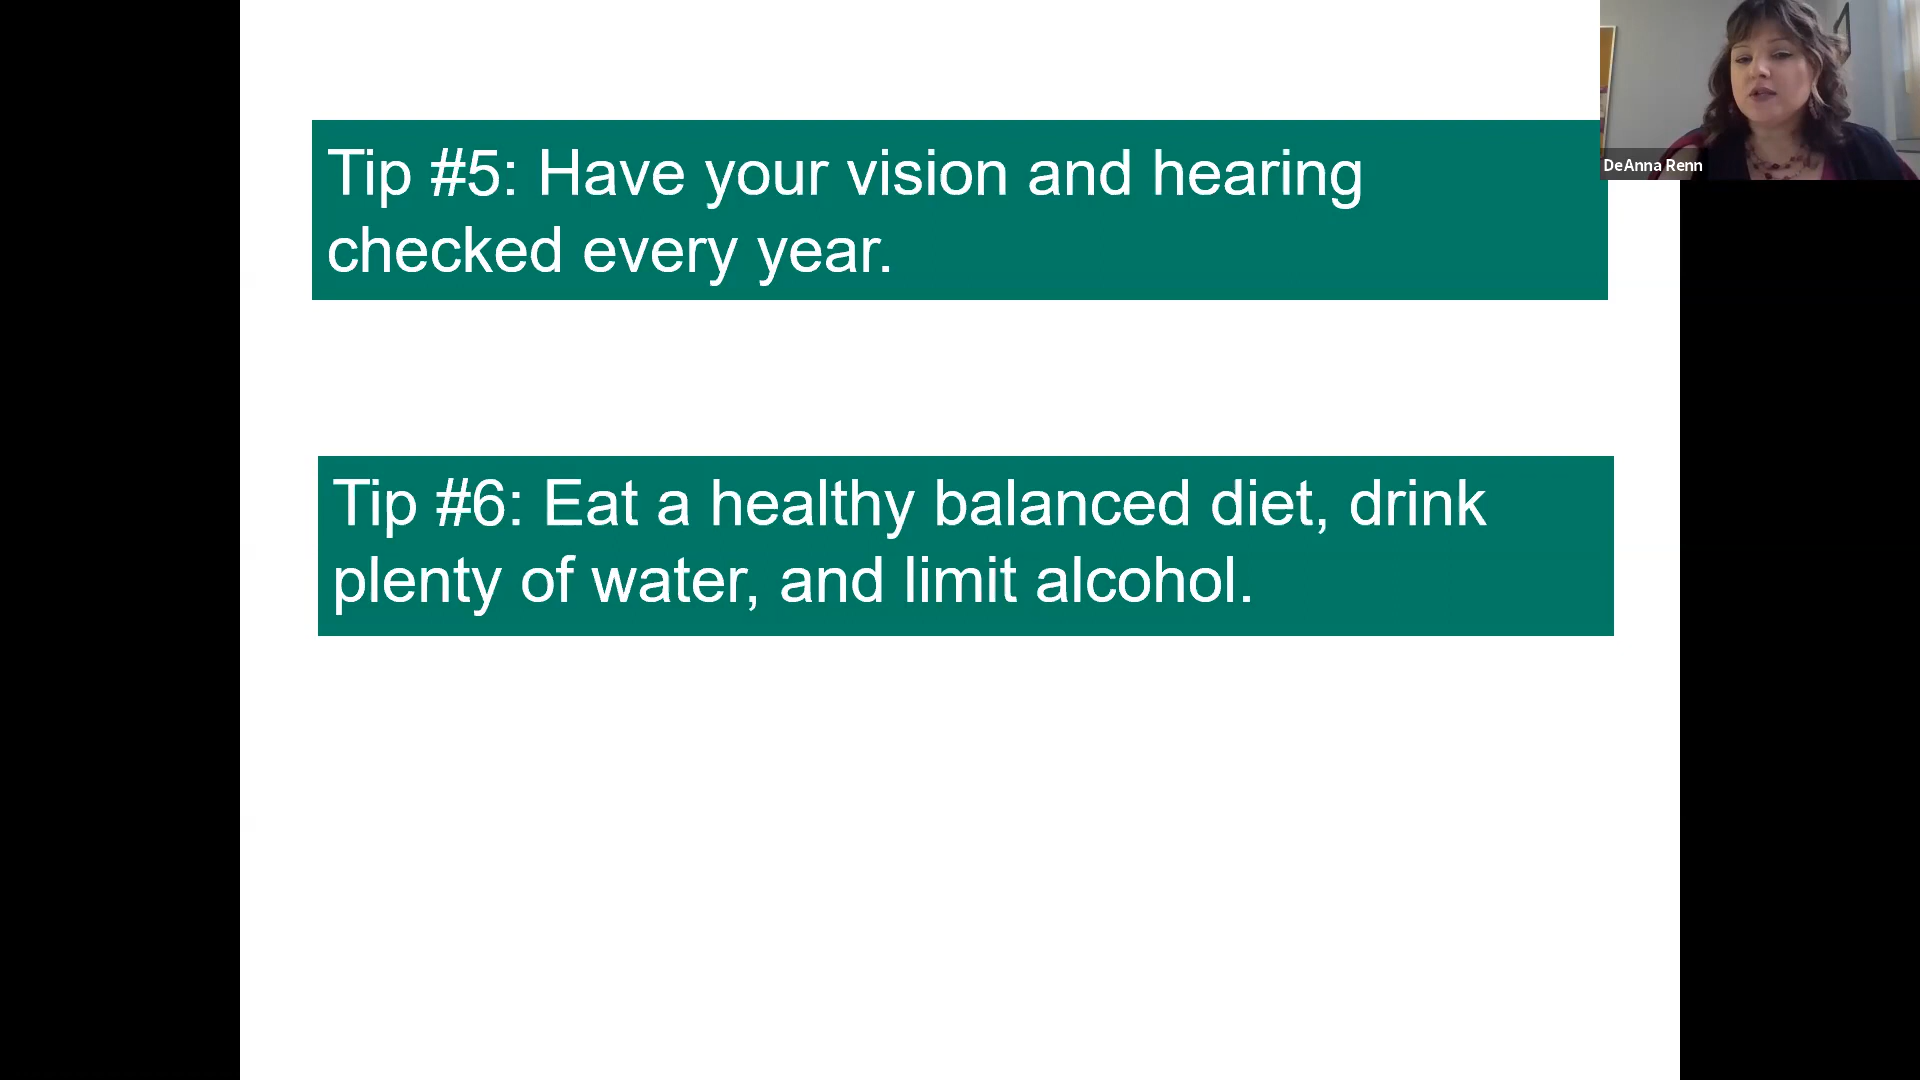 Tip #5: Have your vision and hearing
checked every year.
DeAnna Renn
Tip #6: Eat a healthy balanced diet, drink
plenty of water, and limit alcohol.